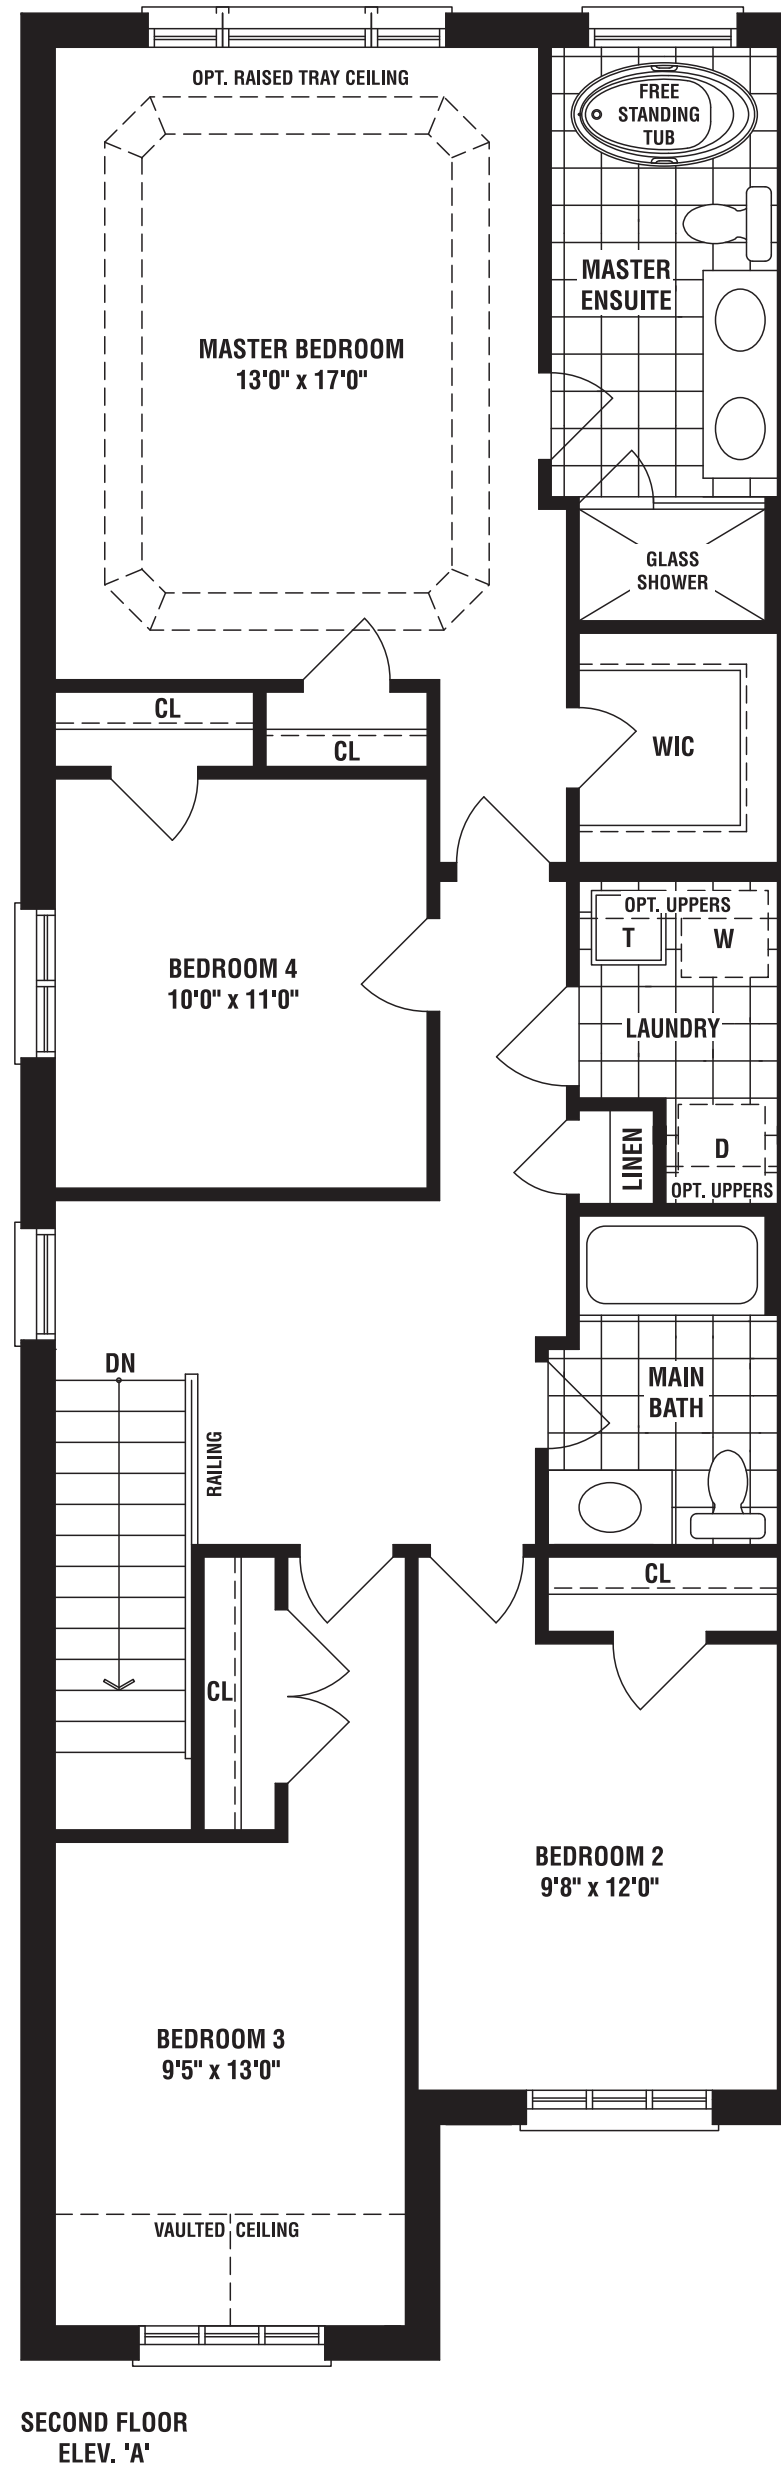 OPT. RAISED TRAY CEILING
FREE
STANDING
TUB
MASTER
ENSUITE
MASTER BEDROOM
13'0" x 17'0"
GLASS
SHOWER
CL
CL
WIC
OPT. UPPERS
T
W
BEDROOM 4
10'0" x 11'0"
LAUNDRY
LINEN
D
OPT. UPPERS
DN
MAIN
BATH
RAILING
CL
CL
BEDROOM 2
9'8" x 12'0"
BEDROOM 3
9'5" x 13'0"
VAULTED CEILING
SECOND FLOOR
ELEV. 'A'